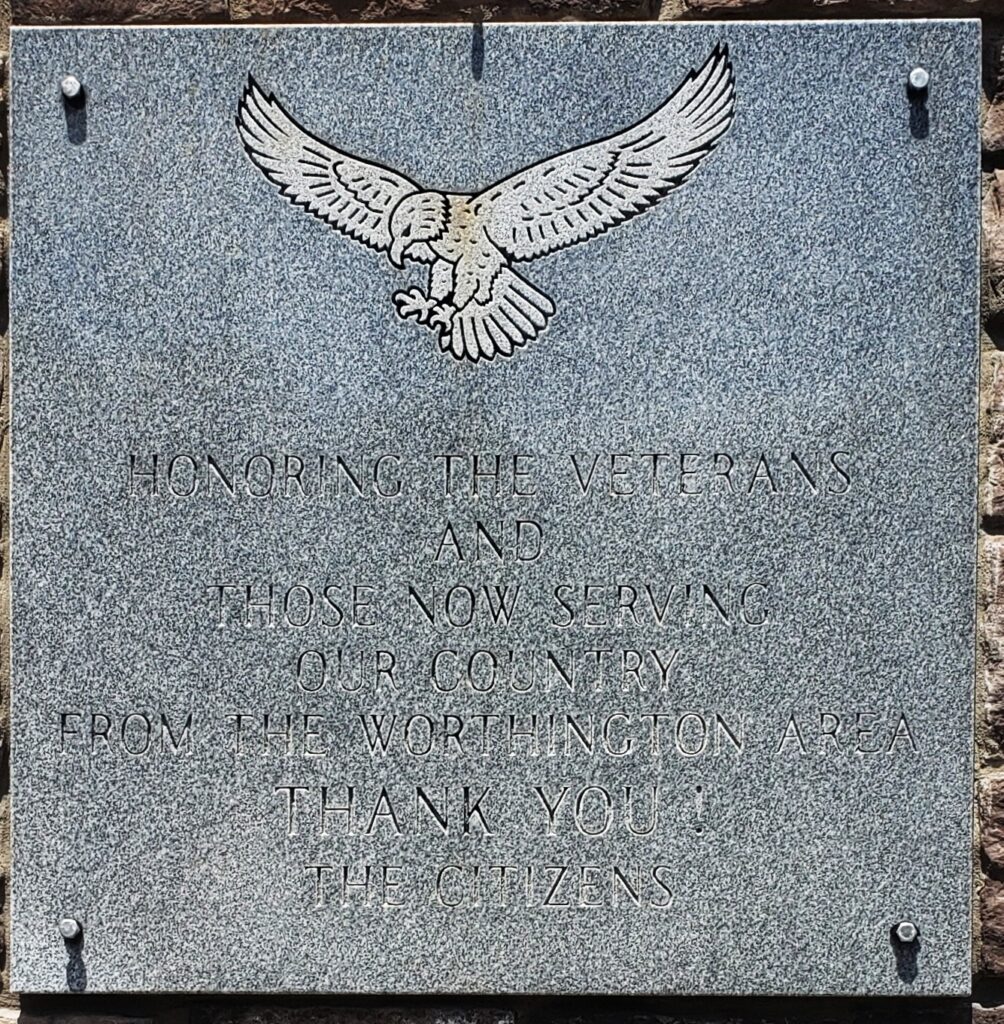 HONORING THE VETERANS
AND
THOSE NOW SERVING
OUR COUNTRY
FROM THE WORTHINGTON AREA
THANK YOU !
THE CITIZENS